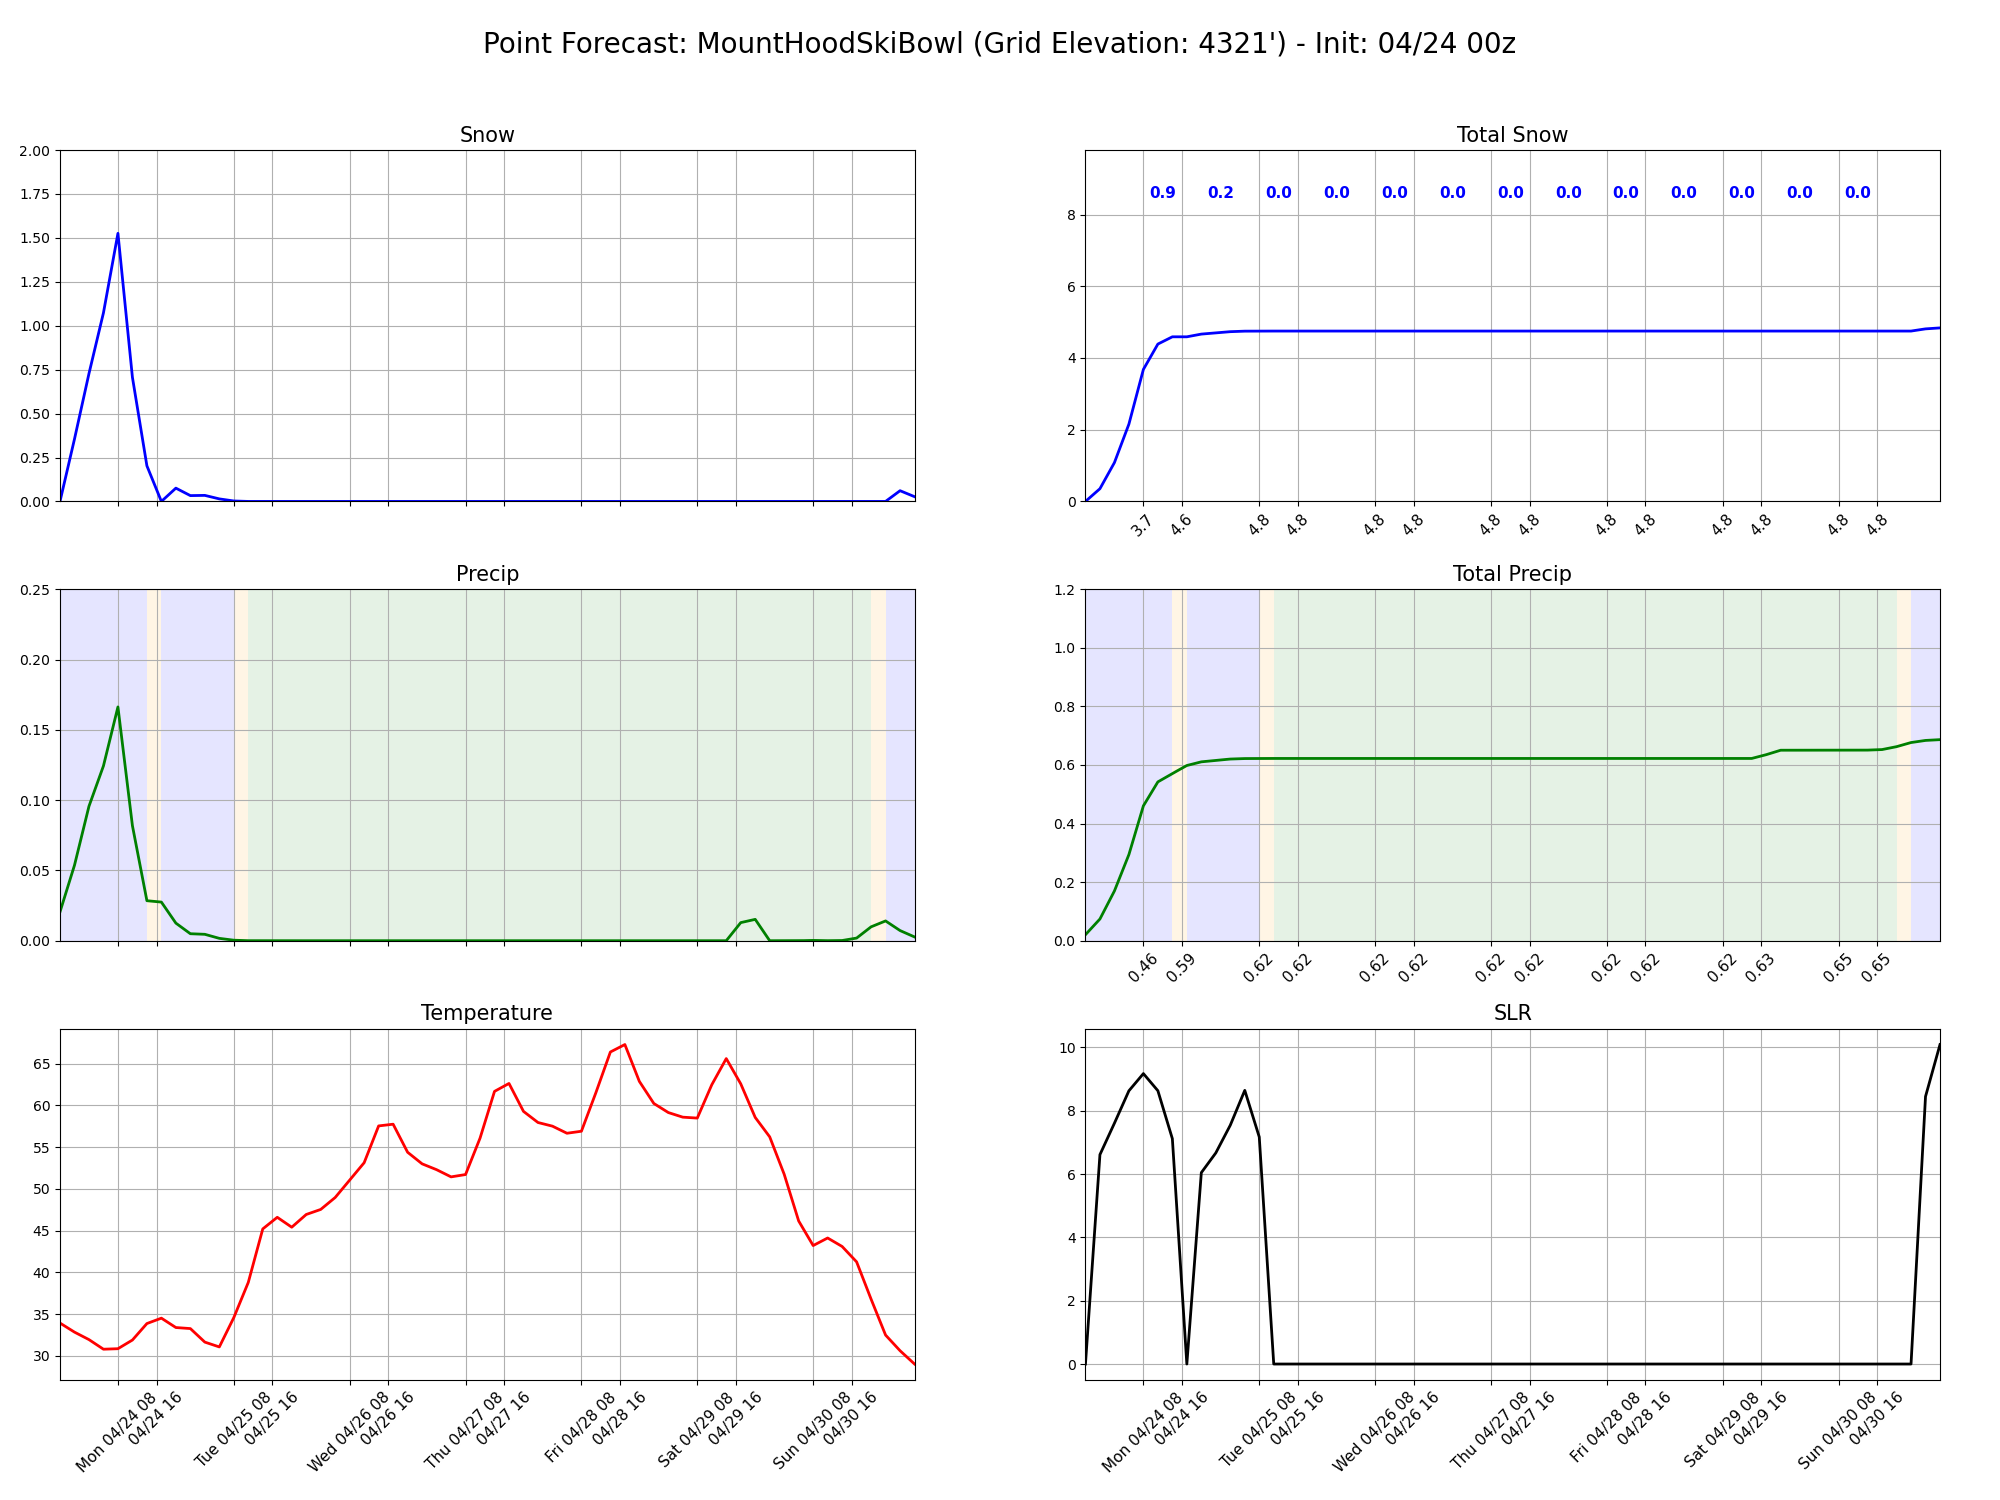 Point Forecast: MountHoodSkiBowl (Grid Elevation: 4321') - Init: 04/24 00z
Snow
2.00
1.75
1.50
1.25
1.00
0.75
0.50
0.25
0.00
Total Snow
0.9 0.2 0.0 0.0 0.0 0.0 0.0 0.0 0.0 0.0 0.0 0.0 0.0
8
6
4
2
0
3.7 4.6 4.8 4.8 4.8 4.8 4.8 4.8 4.8 4.8 4.8 4.8 4.8 4.8
Precip
0.25
0.20
0.15
0.10
0.05
0.00
Total Precip
1.2
1.0
0.8
0.6
0.4
0.2
0.0
0.46 0.59 0.62 0.62 0.62 0.62 0.62 0.62 0.62 0.62 0.62 0.63 0.65 0.65
Temperature
65
60
55
50
45
40
35
30
Mon 04/24 08
04/24 16
Tue 04/25 08
04/25 16
Wed 04/26 08
04/26 16
Thu 04/27 08
04/27 16
Fri 04/28 08
04/28 16
Sat 04/29 08
04/29 16
Sun 04/30 08
04/30 16
SLR
10
8
6
4
2
0
Mon 04/24 08
04/24 16
Tue 04/25 08
04/25 16
Wed 04/26 08
04/26 16
Thu 04/27 08
04/27 16
Fri 04/28 08
04/28 16
Sat 04/29 08
04/29 16
Sun 04/30 08
04/30 16